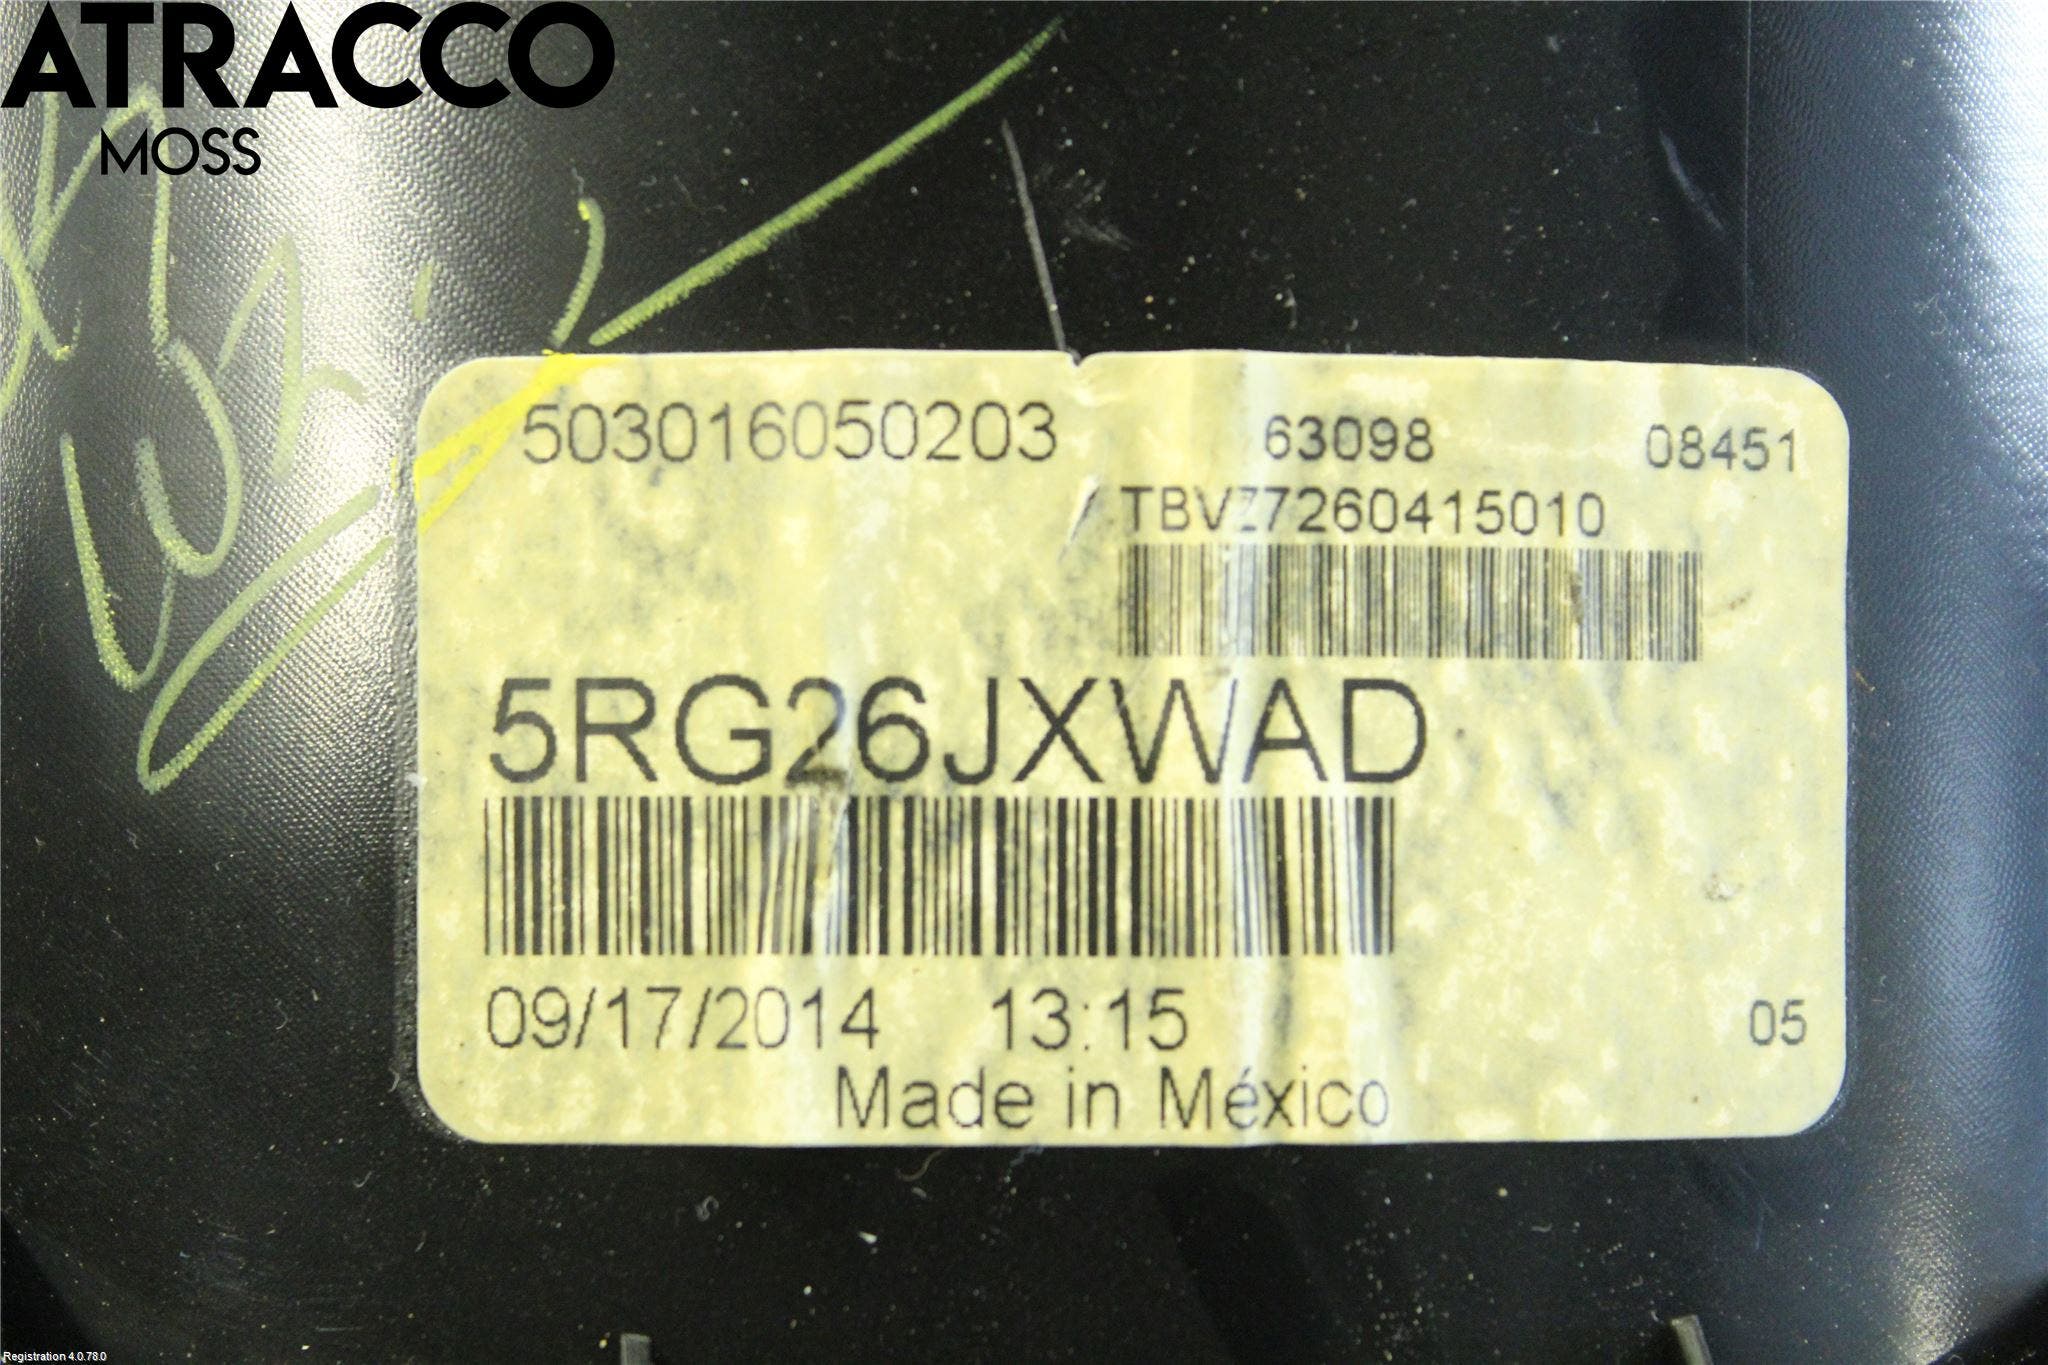 ATRACCO
MOSS
503016050203 63098 08451
TBVZ7260415010
5RG26JXWAD
09/17/2014 13:15 05
Made in México
Registration 4.0.78.0